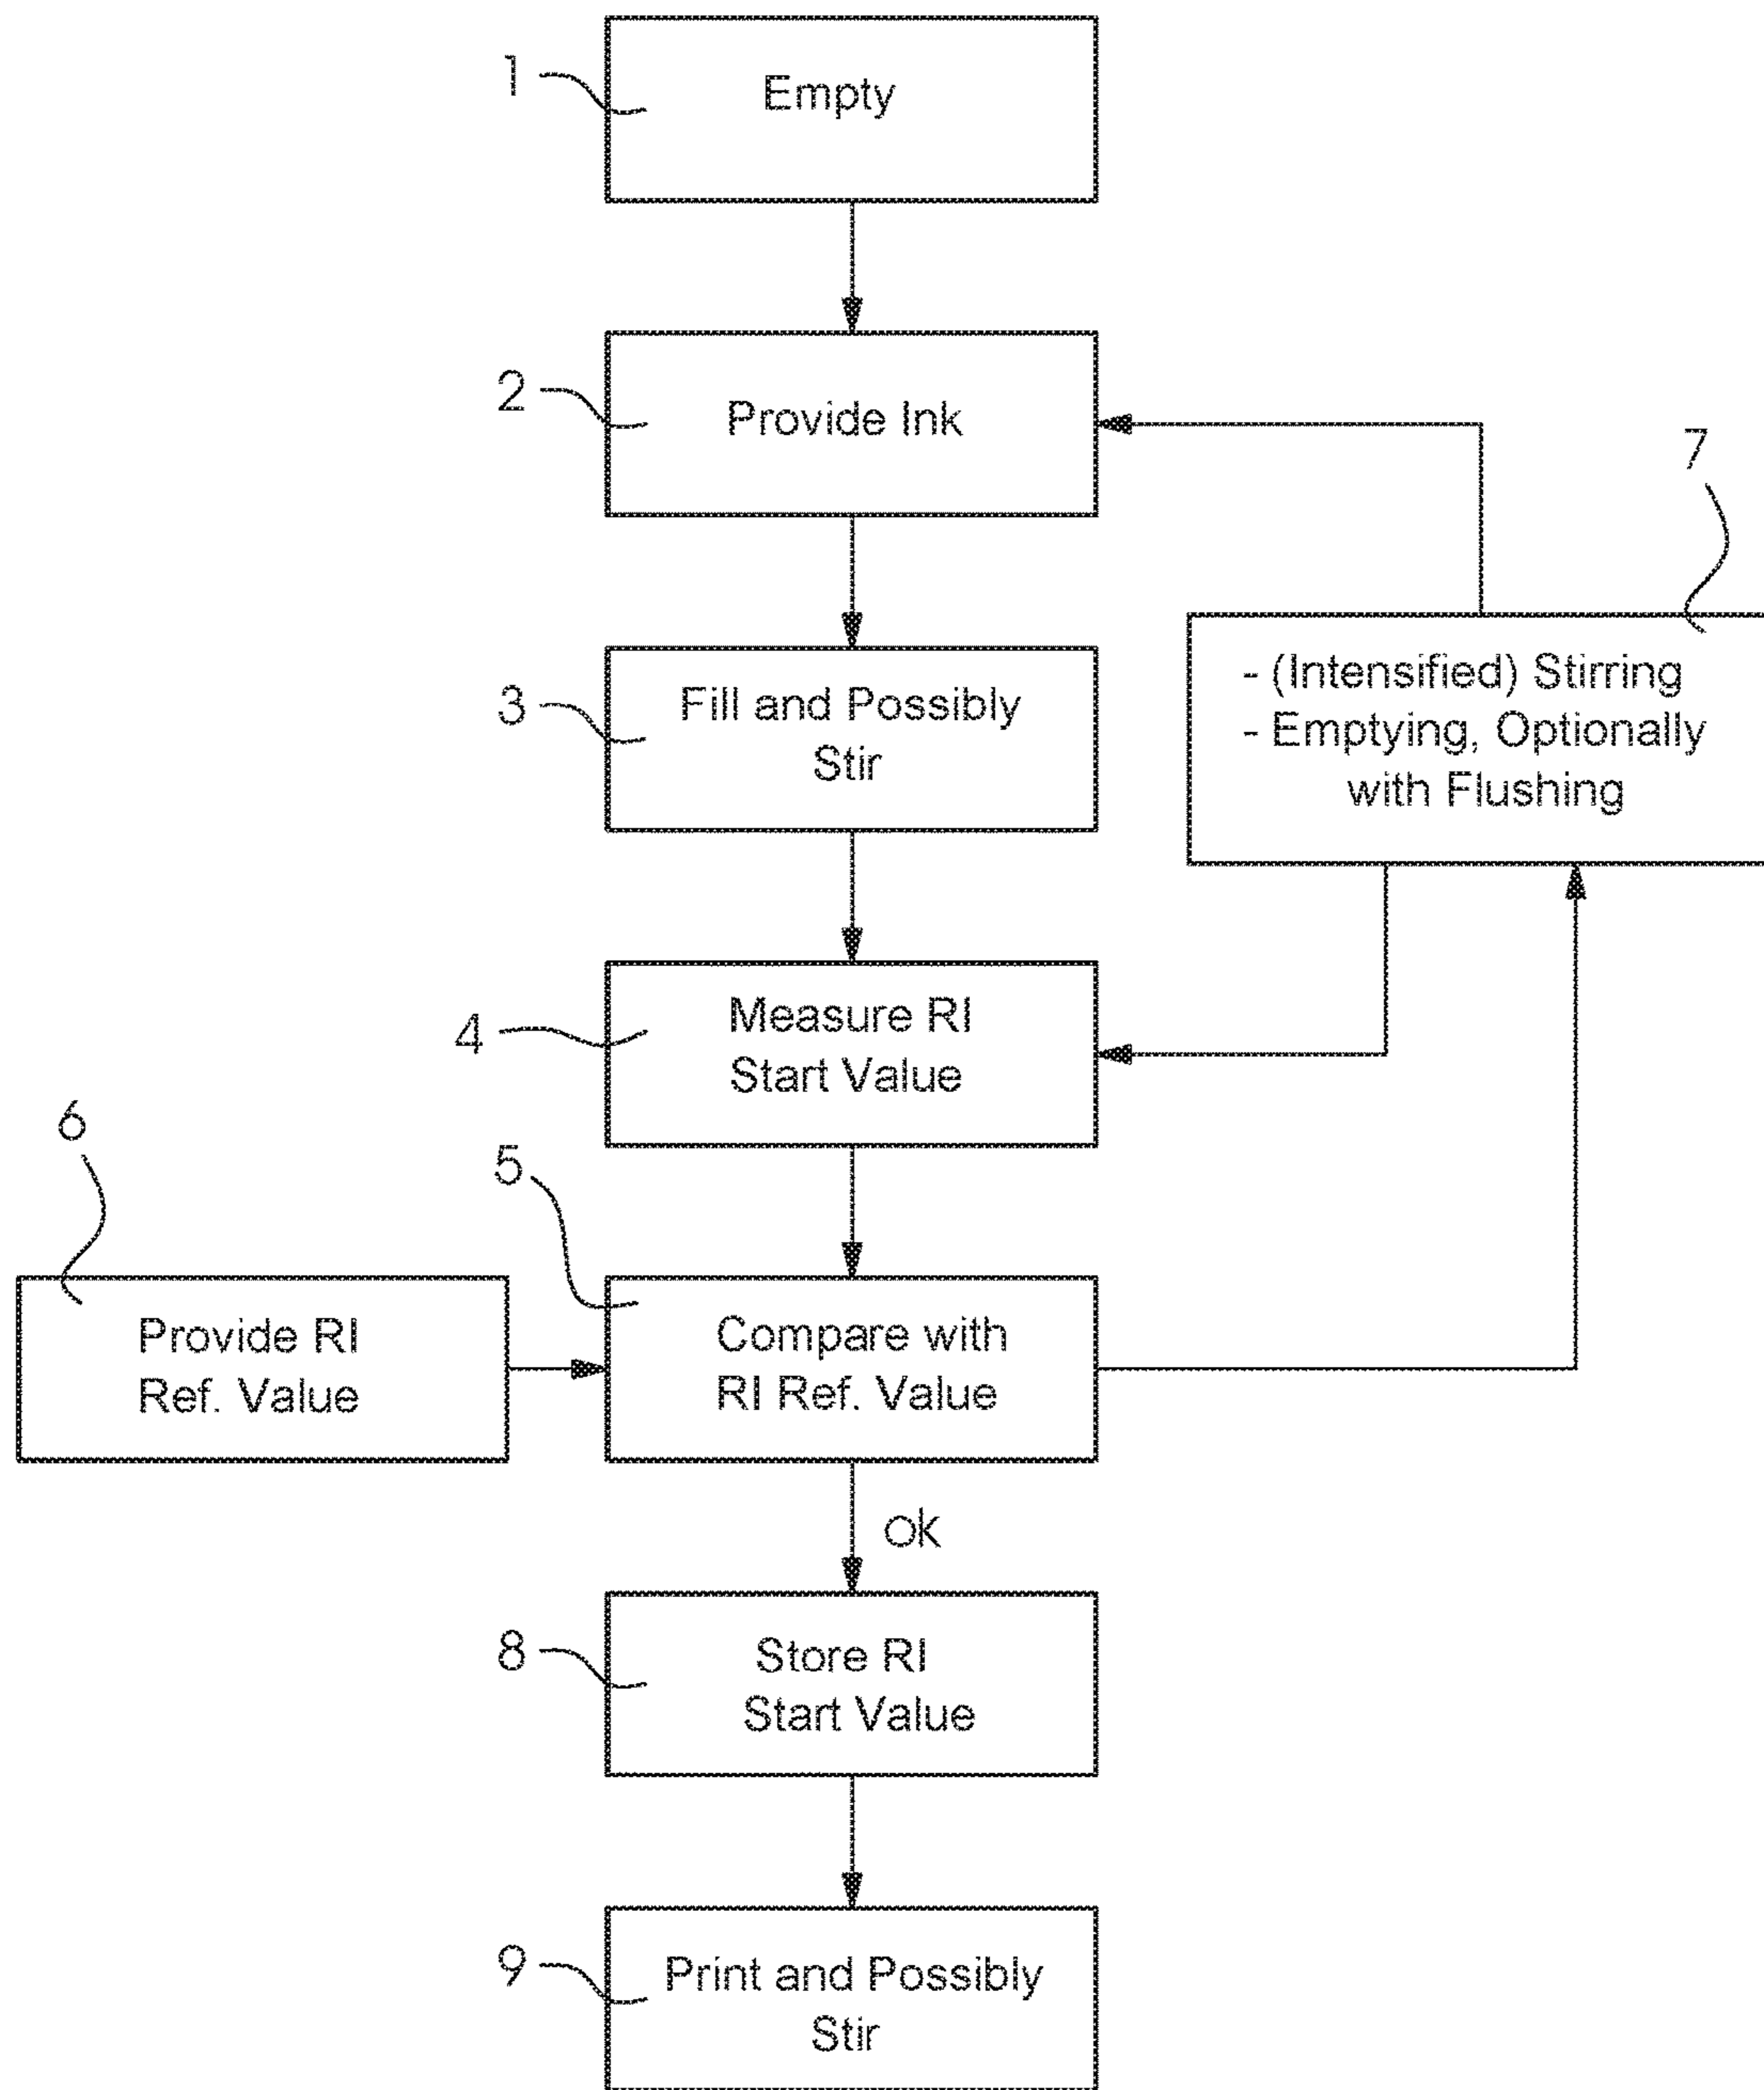 1
Empty
2
Provide Ink
7
- (Intensified) Stirring
- Emptying, Optionally
with Flushing
3
Fill and Possibly
Stir
4
Measure RI
Start Value
6
5
Provide RI
Ref. Value
Compare with
RI Ref. Value
ok
8
Store RI
Start Value
9
Print and Possibly
Stir